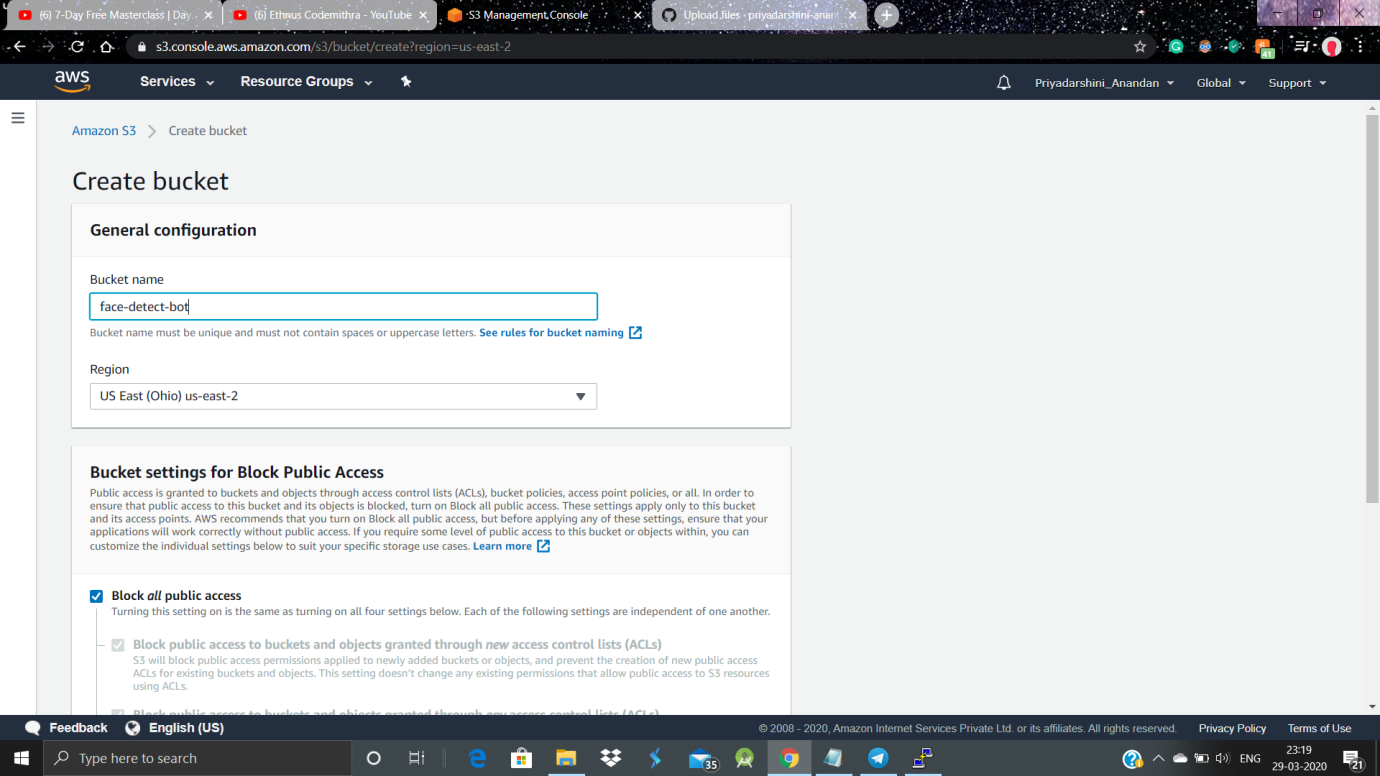 (6) 7-Day Free Masterclass | Day
(6) Ethnus Codemithra - YouTube
S3 Management Console
Upload files · priyadarshini-anant
s3.console.aws.amazon.com/s3/bucket/create?region=us-east-2
41
aws
Services
Resource Groups
Priyadarshini_Anandan
Global
Support
Amazon S3
Create bucket
Create bucket
General configuration
Bucket name
face-detect-bot
Bucket name must be unique and must not contain spaces or uppercase letters. See rules for bucket naming
Region
US East (Ohio) us-east-2
Bucket settings for Block Public Access
Public access is granted to buckets and objects through access control lists (ACLs), bucket policies, access point policies, or all. In order to
ensure that public access to this bucket and its objects is blocked, turn on Block all public access. These settings apply only to this bucket
and its access points. AWS recommends that you turn on Block all public access, but before applying any of these settings, ensure that your
applications will work correctly without public access. If you require some level of public access to this bucket or objects within, you can
customize the individual settings below to suit your specific storage use cases. Learn more
Block all public access
Turning this setting on is the same as turning on all four settings below. Each of the following settings are independent of one another.
Block public access to buckets and objects granted through new access control lists (ACLs)
S3 will block public access permissions applied to newly added buckets or objects, and prevent the creation of new public access
ACLs for existing buckets and objects. This setting doesn't change any existing permissions that allow public access to S3 resources
using ACLs.
Block public access to buckets and objects granted through any access control lists (ACLs)
Feedback
English (US)
© 2008 - 2020, Amazon Internet Services Private Ltd. or its affiliates. All rights reserved.
Privacy Policy
Terms of Use
Type here to search
35
ENG
23:19
29-03-2020
21